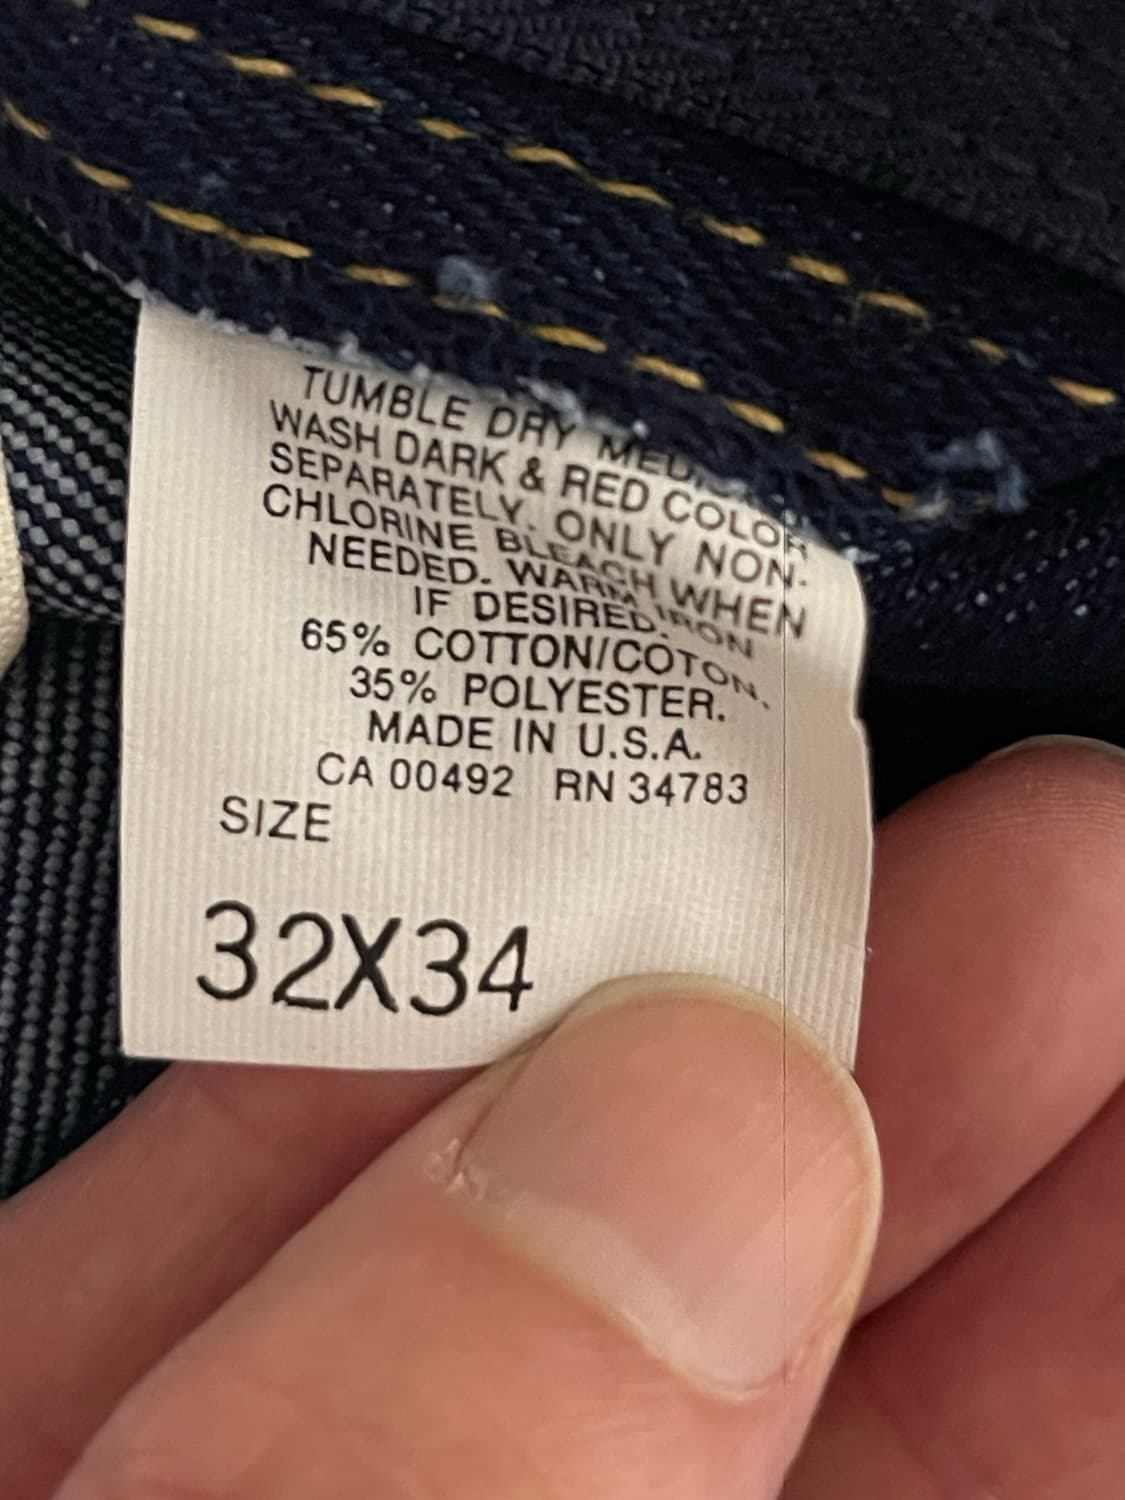 TUMBLE DRY
WASH DARK & RED COLOR
SEPARATELY. ONLY NON-
CHLORINE BLEACH WHEN
NEEDED. WARM IRON
IF DESIRED.
65% COTTON/COTON.
35% POLYESTER.
MADE IN U.S.A.
CA 00492 RN 34783
SIZE
32X34